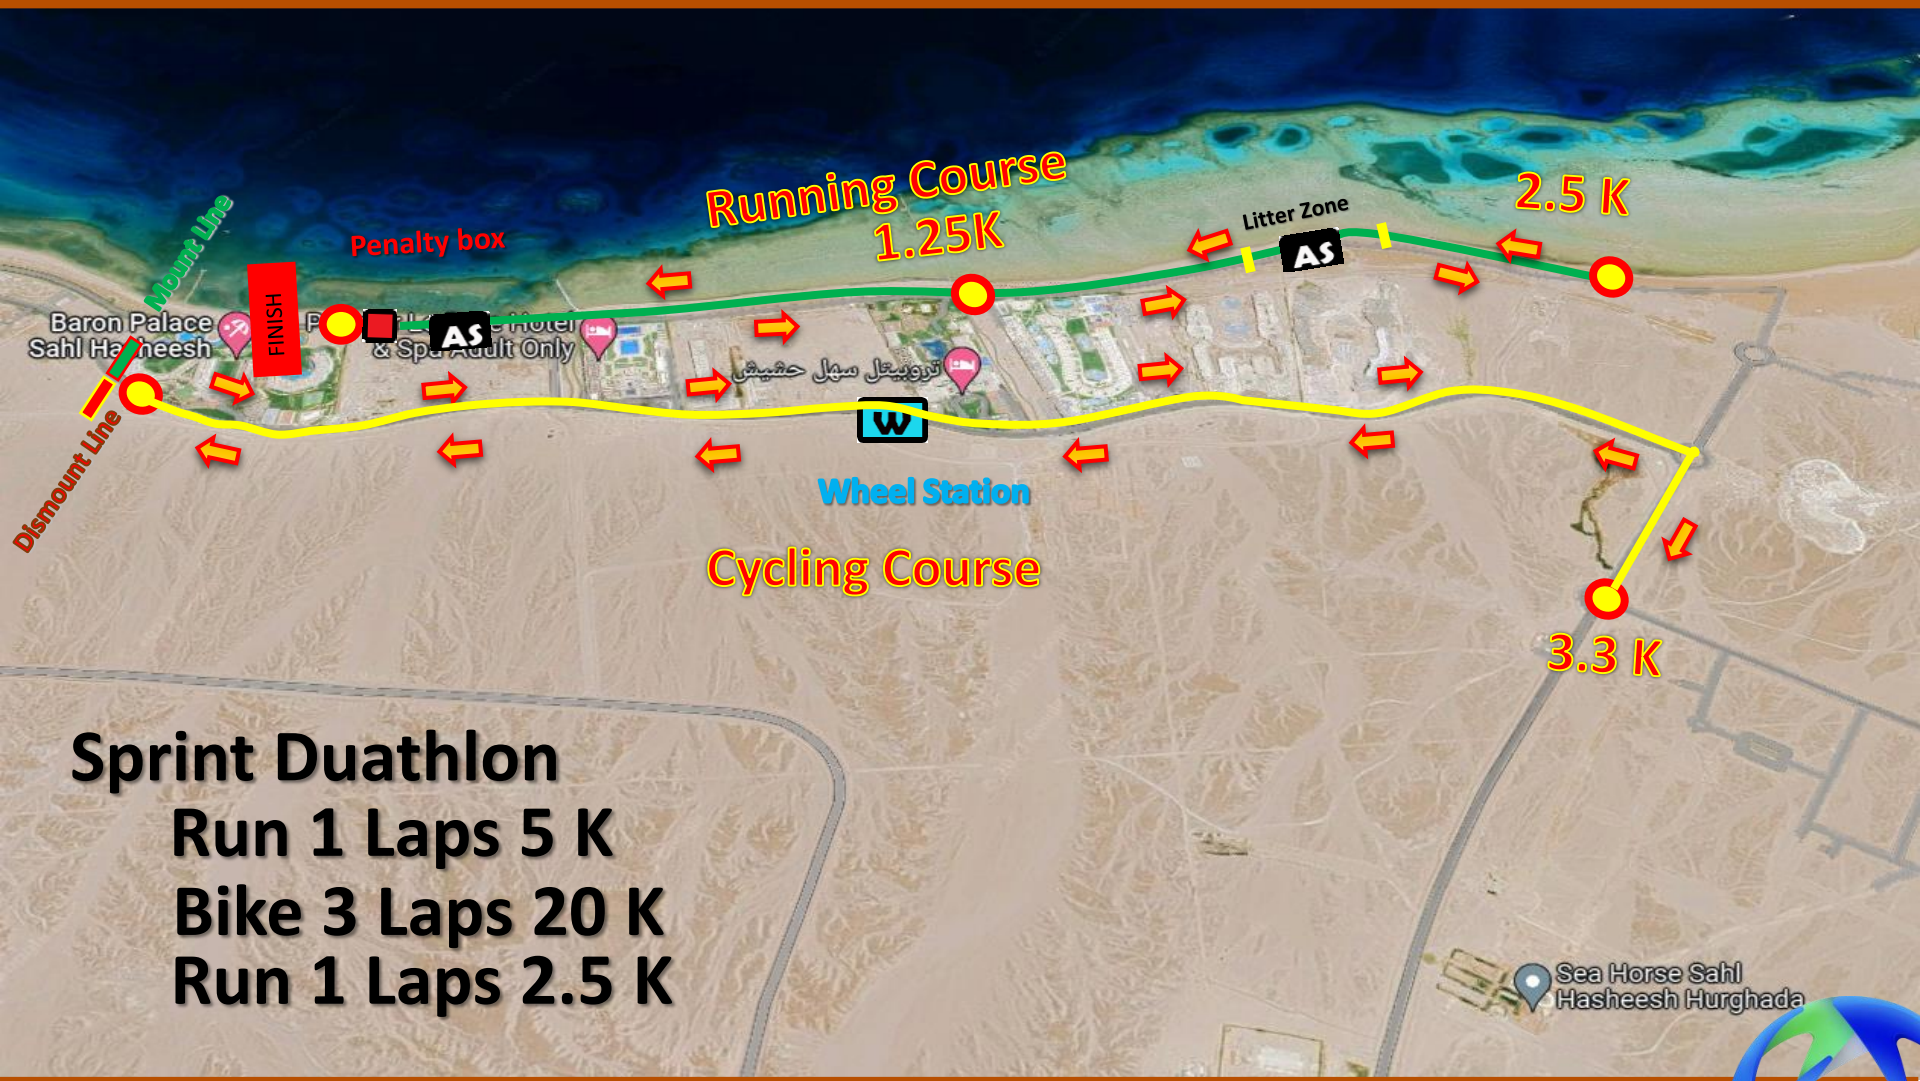 Running Course
1.25K
2.5 K
Litter Zone
AS
Mount Line
Penalty box
FINISH
Baron Palace
Sahl Hasheesh
AS
Hotel
& Spa Adult Only
تروبيتل سهل حشيش
W
Wheel Station
Dismount Line
Cycling Course
3.3 K
Sprint Duathlon
Run 1 Laps 5 K
Bike 3 Laps 20 K
Run 1 Laps 2.5 K
Sea Horse Sahl
Hasheesh Hurghada